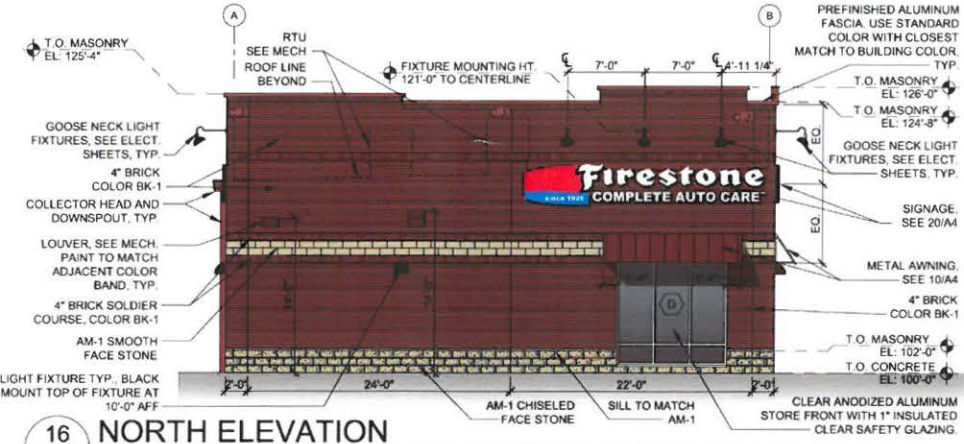 A
B
T.O. MASONRY
EL: 125'-4"
RTU
SEE MECH
ROOF LINE
BEYOND
FIXTURE MOUNTING HT.
121'-0" TO CENTERLINE
7'-0"
7'-0"
4'-11 1/4"
PREFINISHED ALUMINUM
FASCIA. USE STANDARD
COLOR WITH CLOSEST
MATCH TO BUILDING COLOR.
TYP.
T.O. MASONRY
EL: 126'-0"
T.O. MASONRY
EL: 124'-8"
GOOSE NECK LIGHT
FIXTURES, SEE ELECT.
SHEETS, TYP.
4" BRICK
COLOR BK-1
COLLECTOR HEAD AND
DOWNSPOUT, TYP.
LOUVER, SEE MECH.
PAINT TO MATCH
ADJACENT COLOR
BAND, TYP.
4" BRICK SOLDIER
COURSE, COLOR BK-1
AM-1 SMOOTH
FACE STONE
LIGHT FIXTURE TYP., BLACK
MOUNT TOP OF FIXTURE AT
10'-0" AFF
Firestone
since 1926
COMPLETE AUTO CARE
EQ.
EQ.
GOOSE NECK LIGHT
FIXTURES, SEE ELECT.
SHEETS, TYP.
SIGNAGE,
SEE 20/A4
METAL AWNING,
SEE 10/A4
4" BRICK
COLOR BK-1
T.O. MASONRY
EL: 102'-0"
T.O. CONCRETE
EL: 100'-0"
2'-0"
24'-0"
22'-0"
2'-0"
AM-1 CHISELED
FACE STONE
SILL TO MATCH
AM-1
CLEAR ANODIZED ALUMINUM
STORE FRONT WITH 1" INSULATED
CLEAR SAFETY GLAZING.
16 NORTH ELEVATION